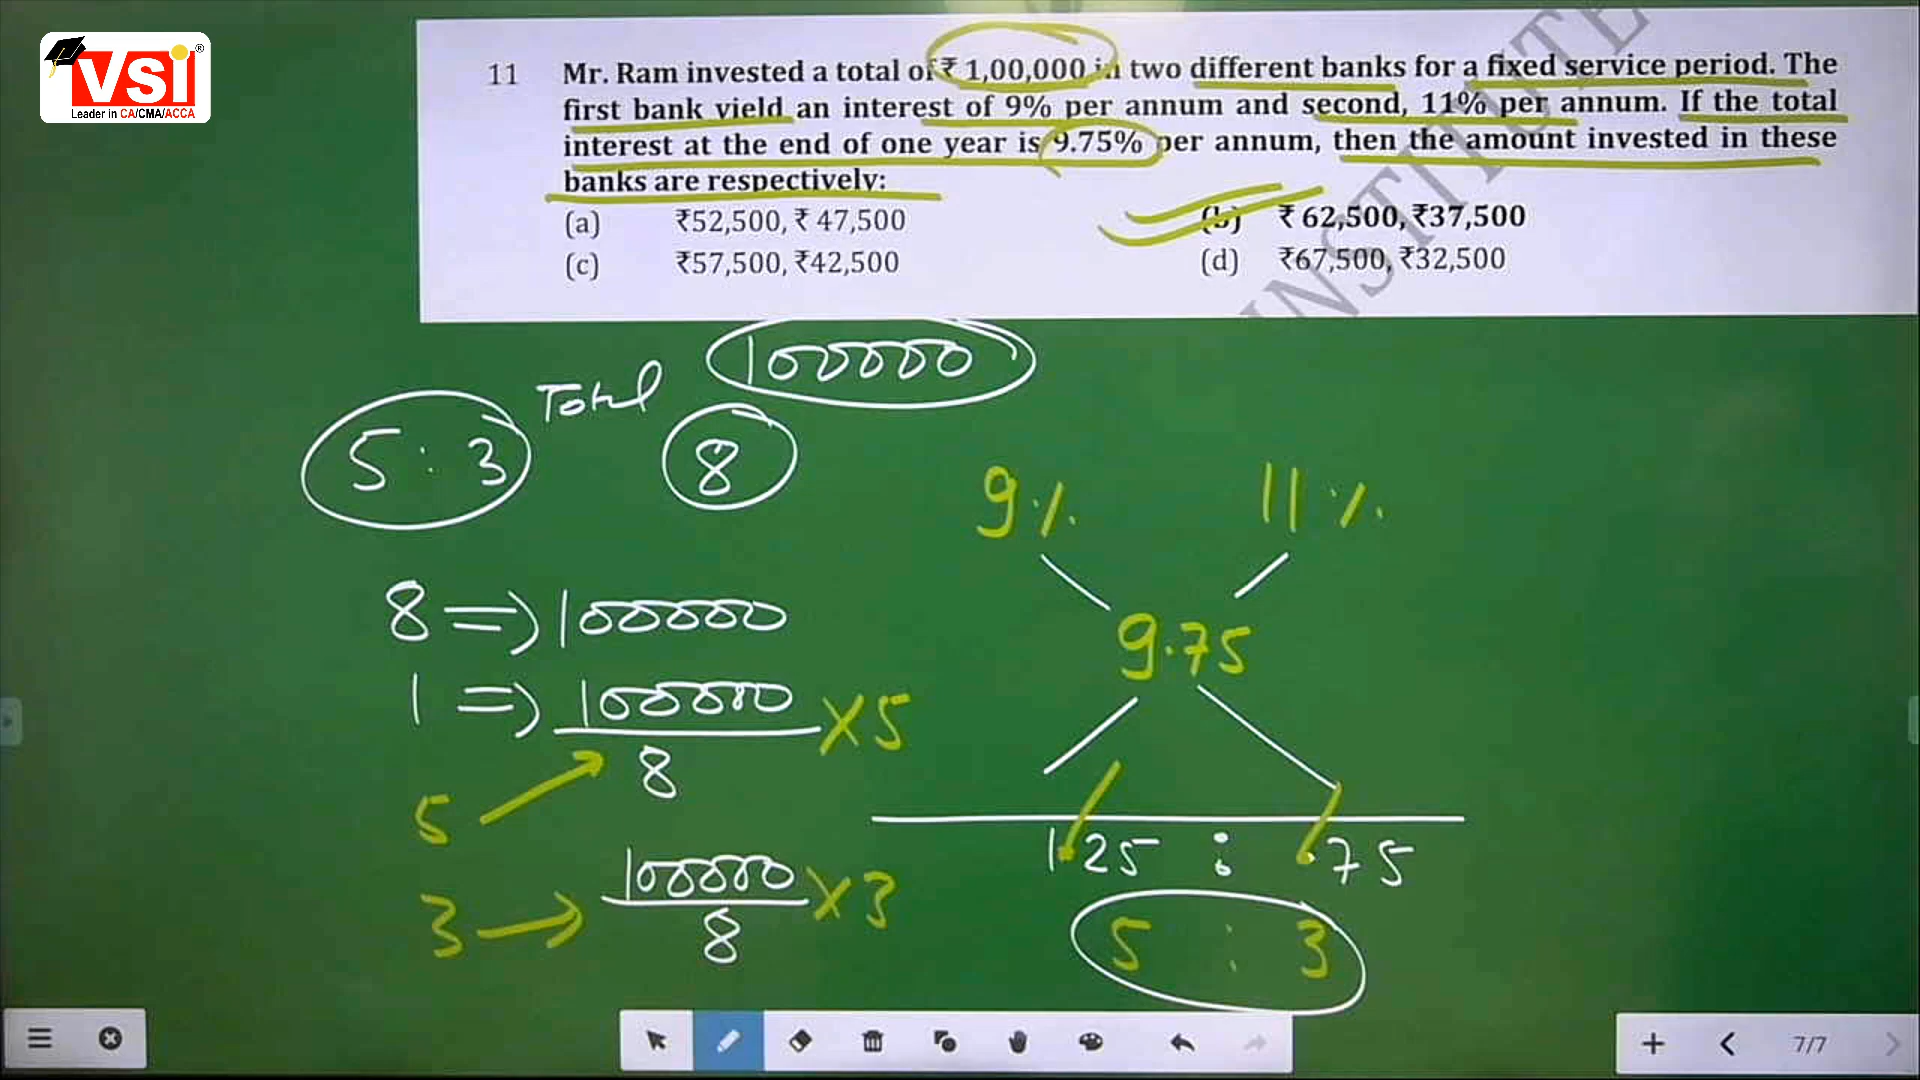 VSI®
Leader in CA/CMA/ACCA
11 Mr. Ram invested a total of ₹ 1,00,000 in two different banks for a fixed service period. The
first bank yield an interest of 9% per annum and second, 11% per annum. If the total
interest at the end of one year is 9.75% per annum, then the amount invested in these
banks are respectively:
(a) ₹52,500, ₹ 47,500 (b) ₹ 62,500, ₹37,500
(c) ₹57,500, ₹42,500 (d) ₹67,500, ₹32,500
INSTITUTE
100000
5 : 3 Total 8
9% 11%
8 => 100000
9.75
1 => 100000 / 8 × 5
5
1.25 : .75
3 → 100000 / 8 × 3
5 : 3
7/7